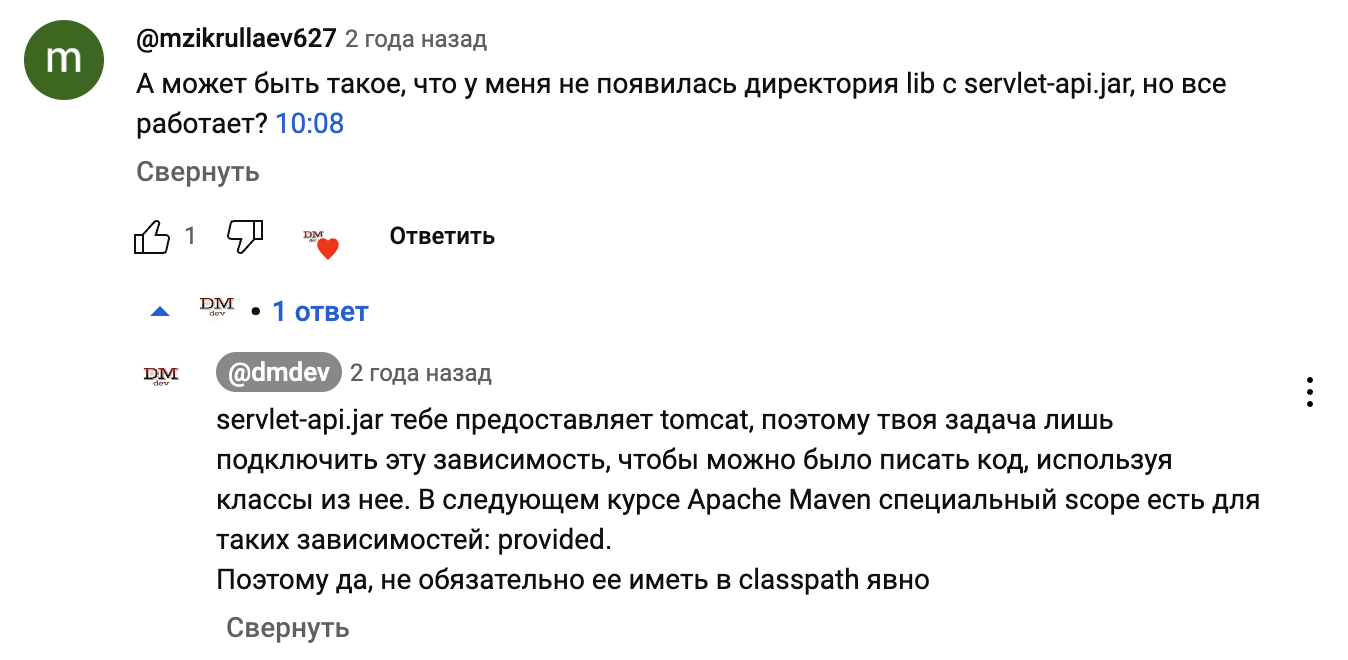 m
@mzikrullaev627 2 года назад
А может быть такое, что у меня не появилась директория lib с servlet-api.jar, но все
работает? 10:08
Свернуть
1 DM dev Ответить
DM dev • 1 ответ
DM dev @dmdev 2 года назад
servlet-api.jar тебе предоставляет tomcat, поэтому твоя задача лишь
подключить эту зависимость, чтобы можно было писать код, используя
классы из нее. В следующем курсе Apache Maven специальный scope есть для
таких зависимостей: provided.
Поэтому да, не обязательно ее иметь в classpath явно
Свернуть